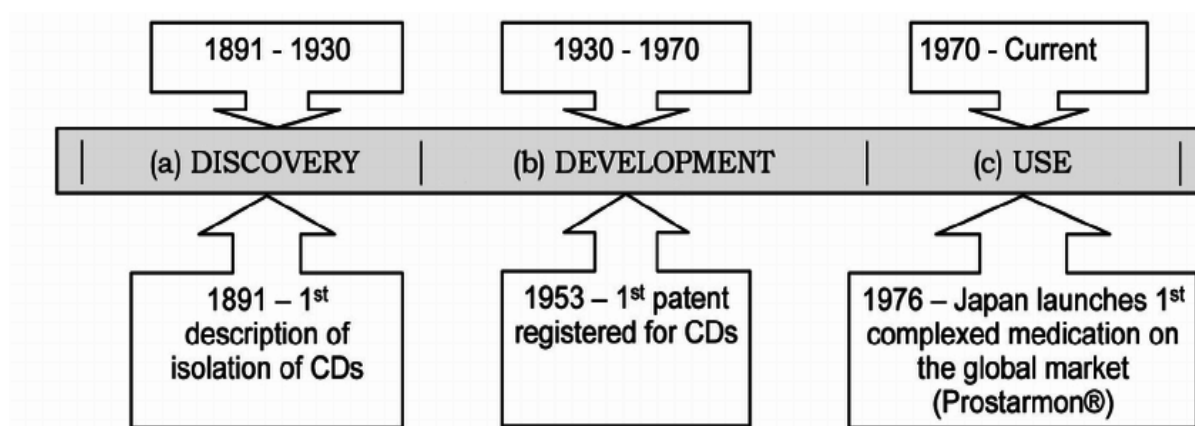 1891 - 1930
1930 - 1970
1970 - Current
(a) DISCOVERY
(b) DEVELOPMENT
(c) USE
1891 – 1st
description of
isolation of CDs
1953 – 1st patent
registered for CDs
1976 – Japan launches 1st
complexed medication on
the global market
(Prostarmon®)